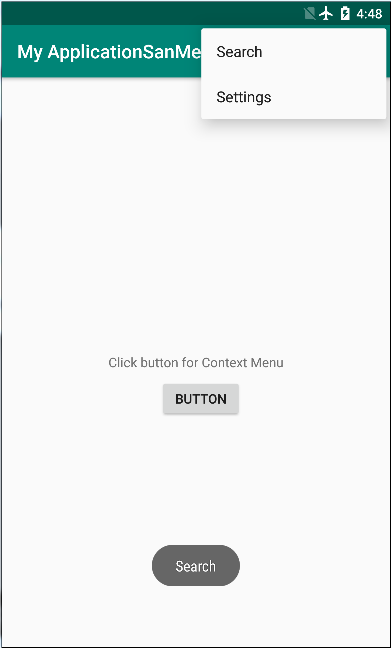 4:48
My ApplicationSanMe
Search
Settings
Click button for Context Menu
BUTTON
Search